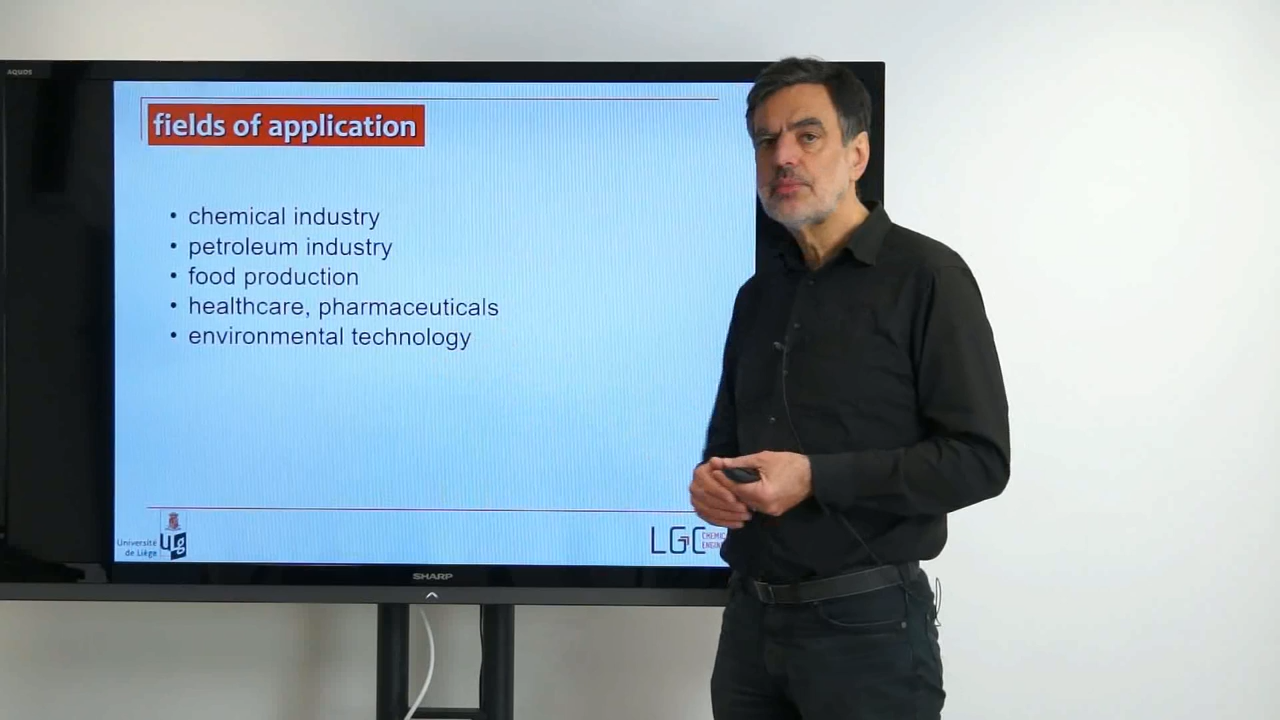 AQUOS
fields of application
• chemical industry
• petroleum industry
• food production
• healthcare, pharmaceuticals
• environmental technology
Université
de Liège
ULg
LGC
SHARP